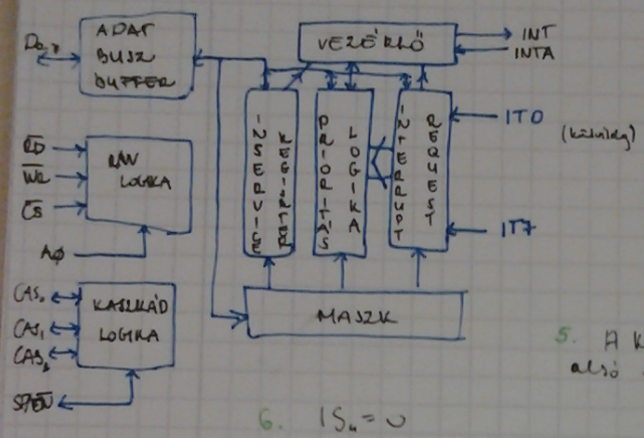 D0-7
ADAT
BUSZ
BUFFER
VEZÉRLŐ
INT
INTA
RD
WR
CS
A0
R/W
LOGIKA
INSERVICE
REGISTER
PRIORITÁS
LOGIKA
INTERRUPT
REQUEST
IT0
IT7
CAS0
CAS1
CAS2
KASZKÁD
LOGIKA
SP/EN
MASZK
5. A k
alsó
6. IS4 = 0